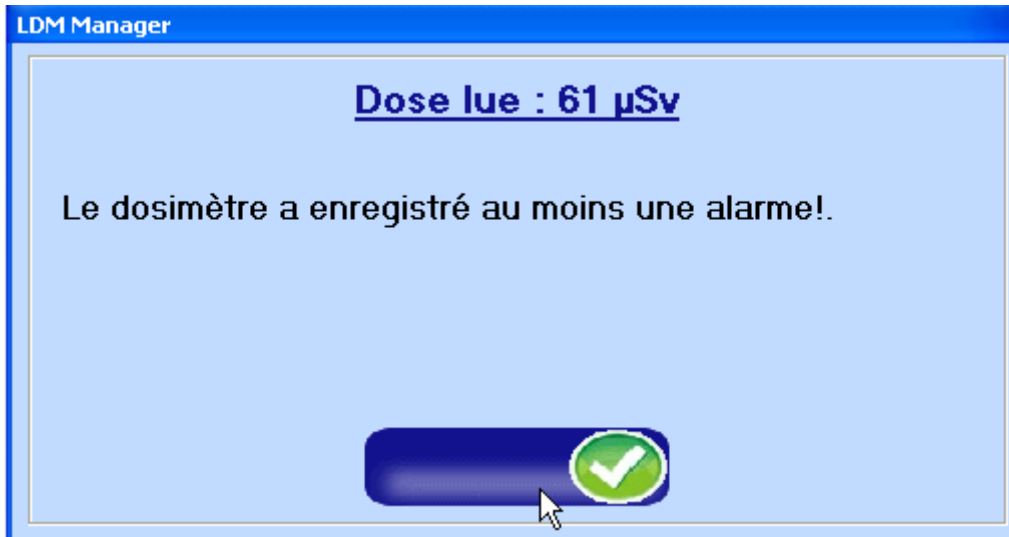 LDM Manager
Dose lue : 61 µSv
Le dosimètre a enregistré au moins une alarme!.